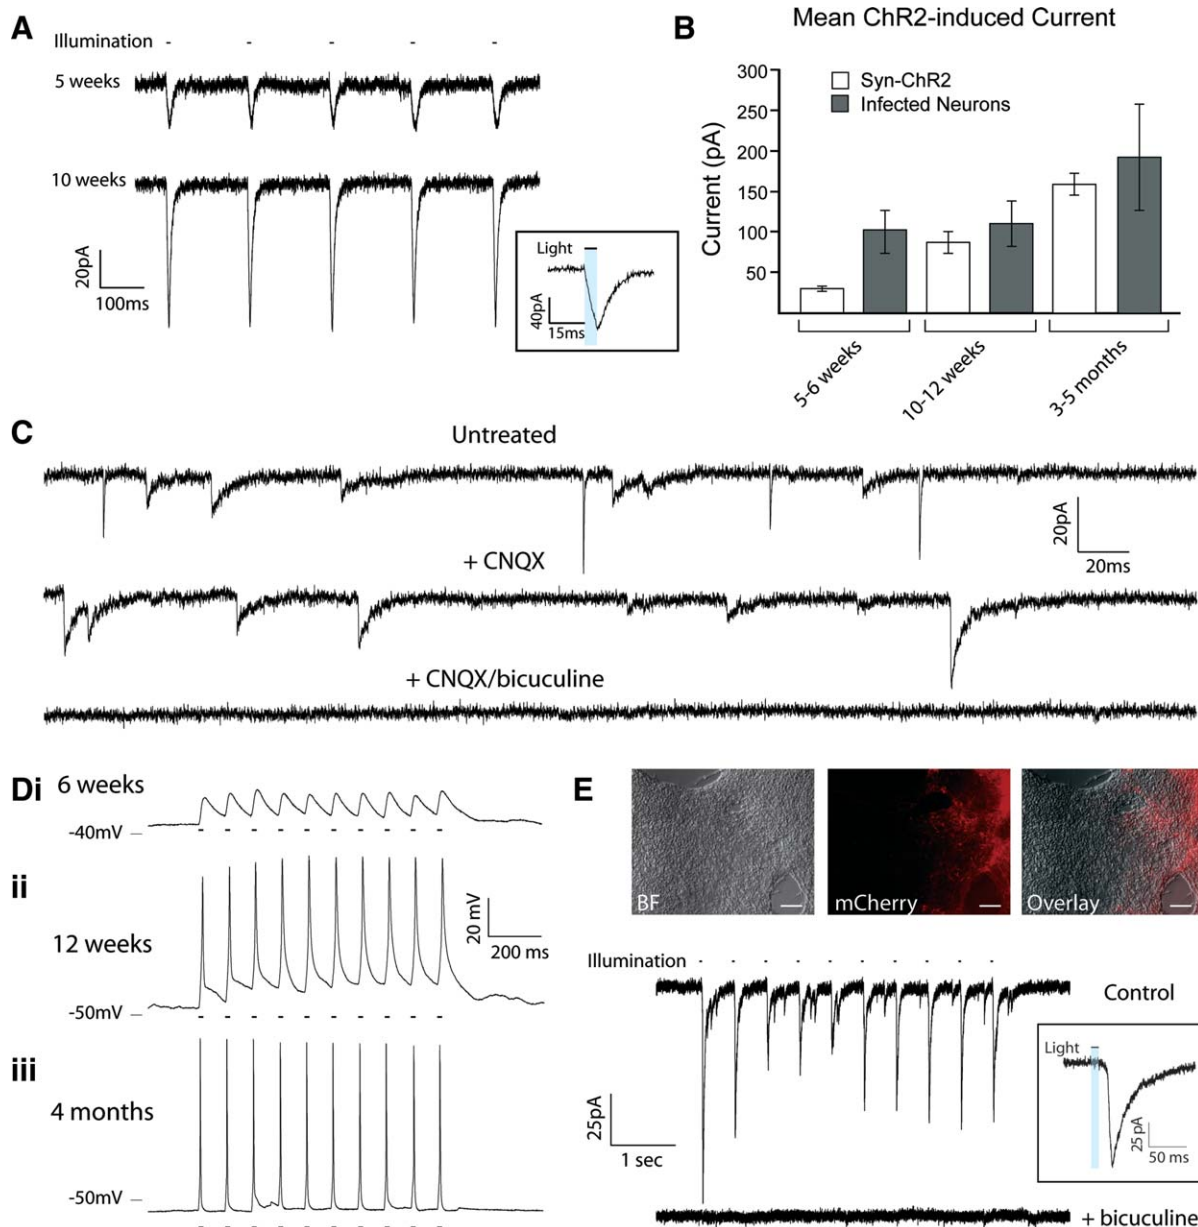 A
Illumination
5 weeks
10 weeks
20pA
100ms
Light
40pA
15ms
B
Mean ChR2-induced Current
Current (pA)
300
250
200
150
100
50
Syn-ChR2
Infected Neurons
5-6 weeks
10-12 weeks
3-5 months
C
Untreated
20pA
20ms
+ CNQX
+ CNQX/bicuculine
Di
6 weeks
-40mV
ii
12 weeks
20 mV
200 ms
-50mV
iii
4 months
-50mV
E
BF
mCherry
Overlay
Illumination
Control
25pA
1 sec
Light
25 pA
50 ms
+ bicuculine